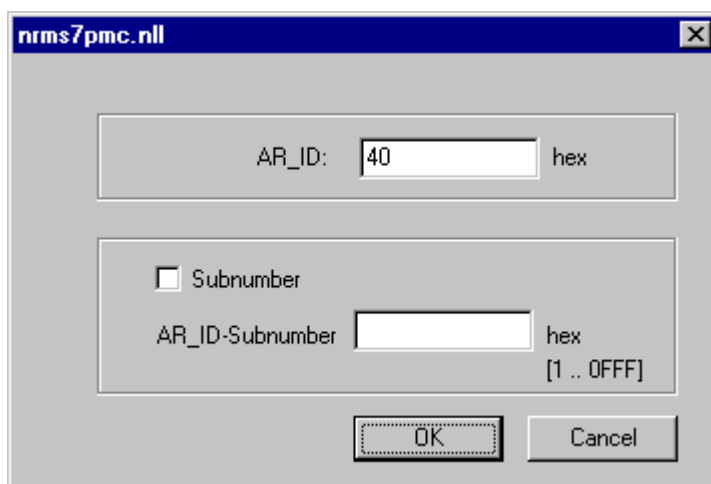 nrms7pmc.nll
AR_ID: 40 hex
Subnumber
AR_ID-Subnumber hex
[1 .. 0FFF]
OK Cancel